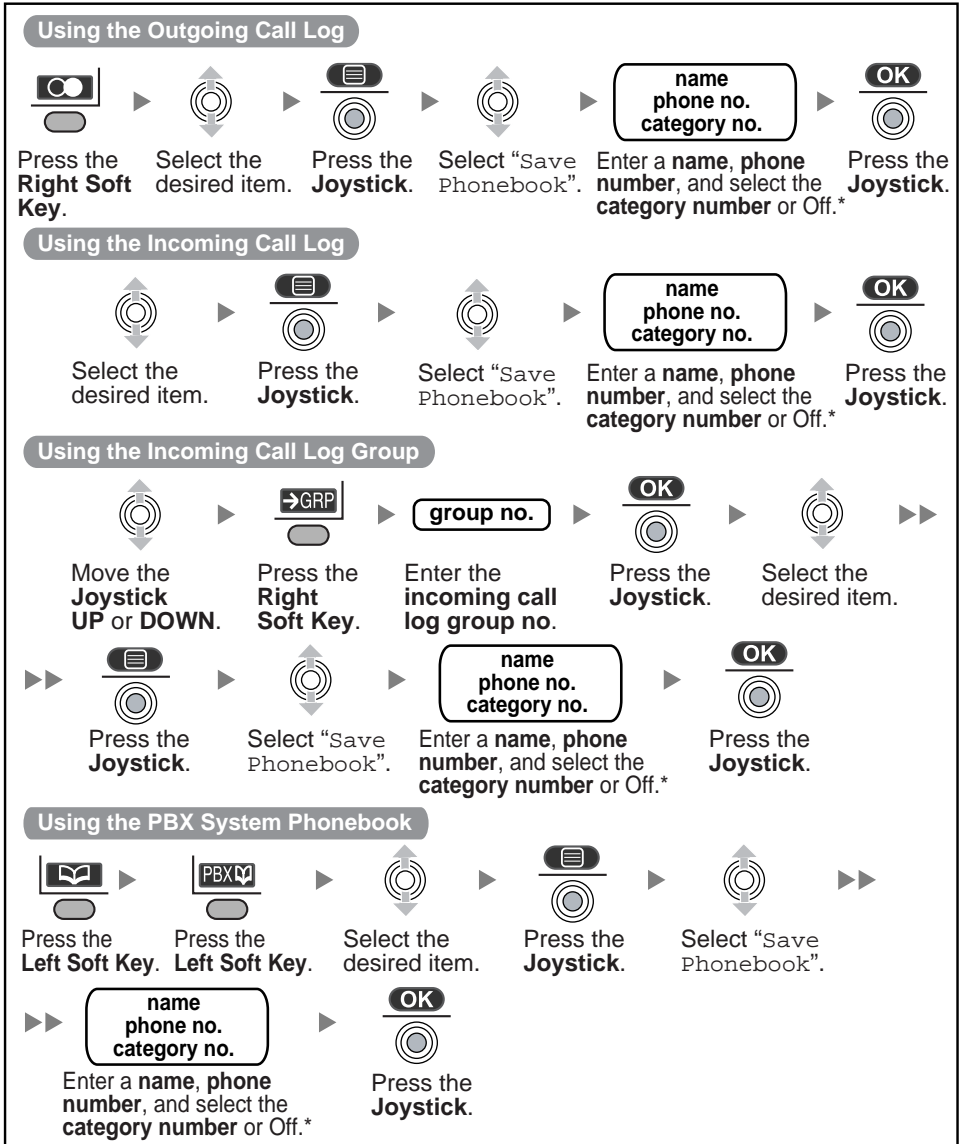 Using the Outgoing Call Log
name
phone no.
category no.
OK
Press the
Right Soft
Key.
Select the
desired item.
Press the
Joystick.
Select “Save
Phonebook”.
Enter a name, phone
number, and select the
category number or Off.*
Press the
Joystick.
Using the Incoming Call Log
name
phone no.
category no.
OK
Select the
desired item.
Press the
Joystick.
Select “Save
Phonebook”.
Enter a name, phone
number, and select the
category number or Off.*
Press the
Joystick.
Using the Incoming Call Log Group
→GRP
group no.
OK
Move the
Joystick
UP or DOWN.
Press the
Right
Soft Key.
Enter the
incoming call
log group no.
Press the
Joystick.
Select the
desired item.
name
phone no.
category no.
OK
Press the
Joystick.
Select “Save
Phonebook”.
Enter a name, phone
number, and select the
category number or Off.*
Press the
Joystick.
Using the PBX System Phonebook
PBX
Press the
Left Soft Key.
Press the
Left Soft Key.
Select the
desired item.
Press the
Joystick.
Select “Save
Phonebook”.
name
phone no.
category no.
OK
Enter a name, phone
number, and select the
category number or Off.*
Press the
Joystick.